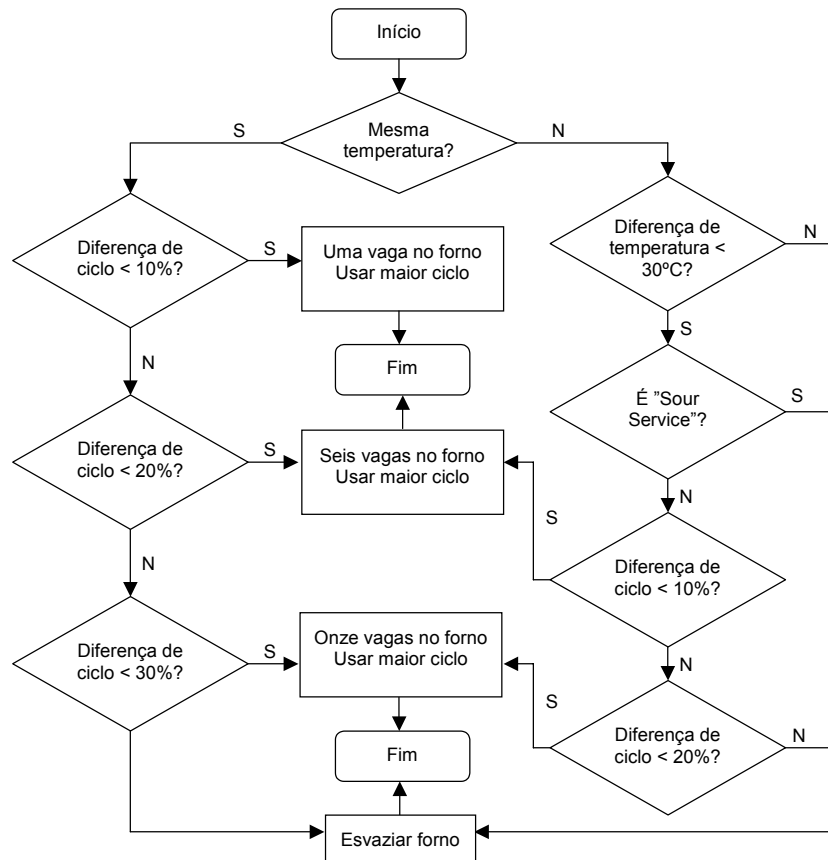 Início
Mesma
temperatura?
S
N
Diferença de
ciclo < 10%?
S
Uma vaga no forno
Usar maior ciclo
Diferença de
temperatura <
30ºC?
N
N
Fim
S
É ”Sour
Service”?
S
Diferença de
ciclo < 20%?
S
Seis vagas no forno
Usar maior ciclo
N
S
N
Diferença de
ciclo < 10%?
Diferença de
ciclo < 30%?
S
Onze vagas no forno
Usar maior ciclo
N
S
Diferença de
ciclo < 20%?
N
Fim
Esvaziar forno